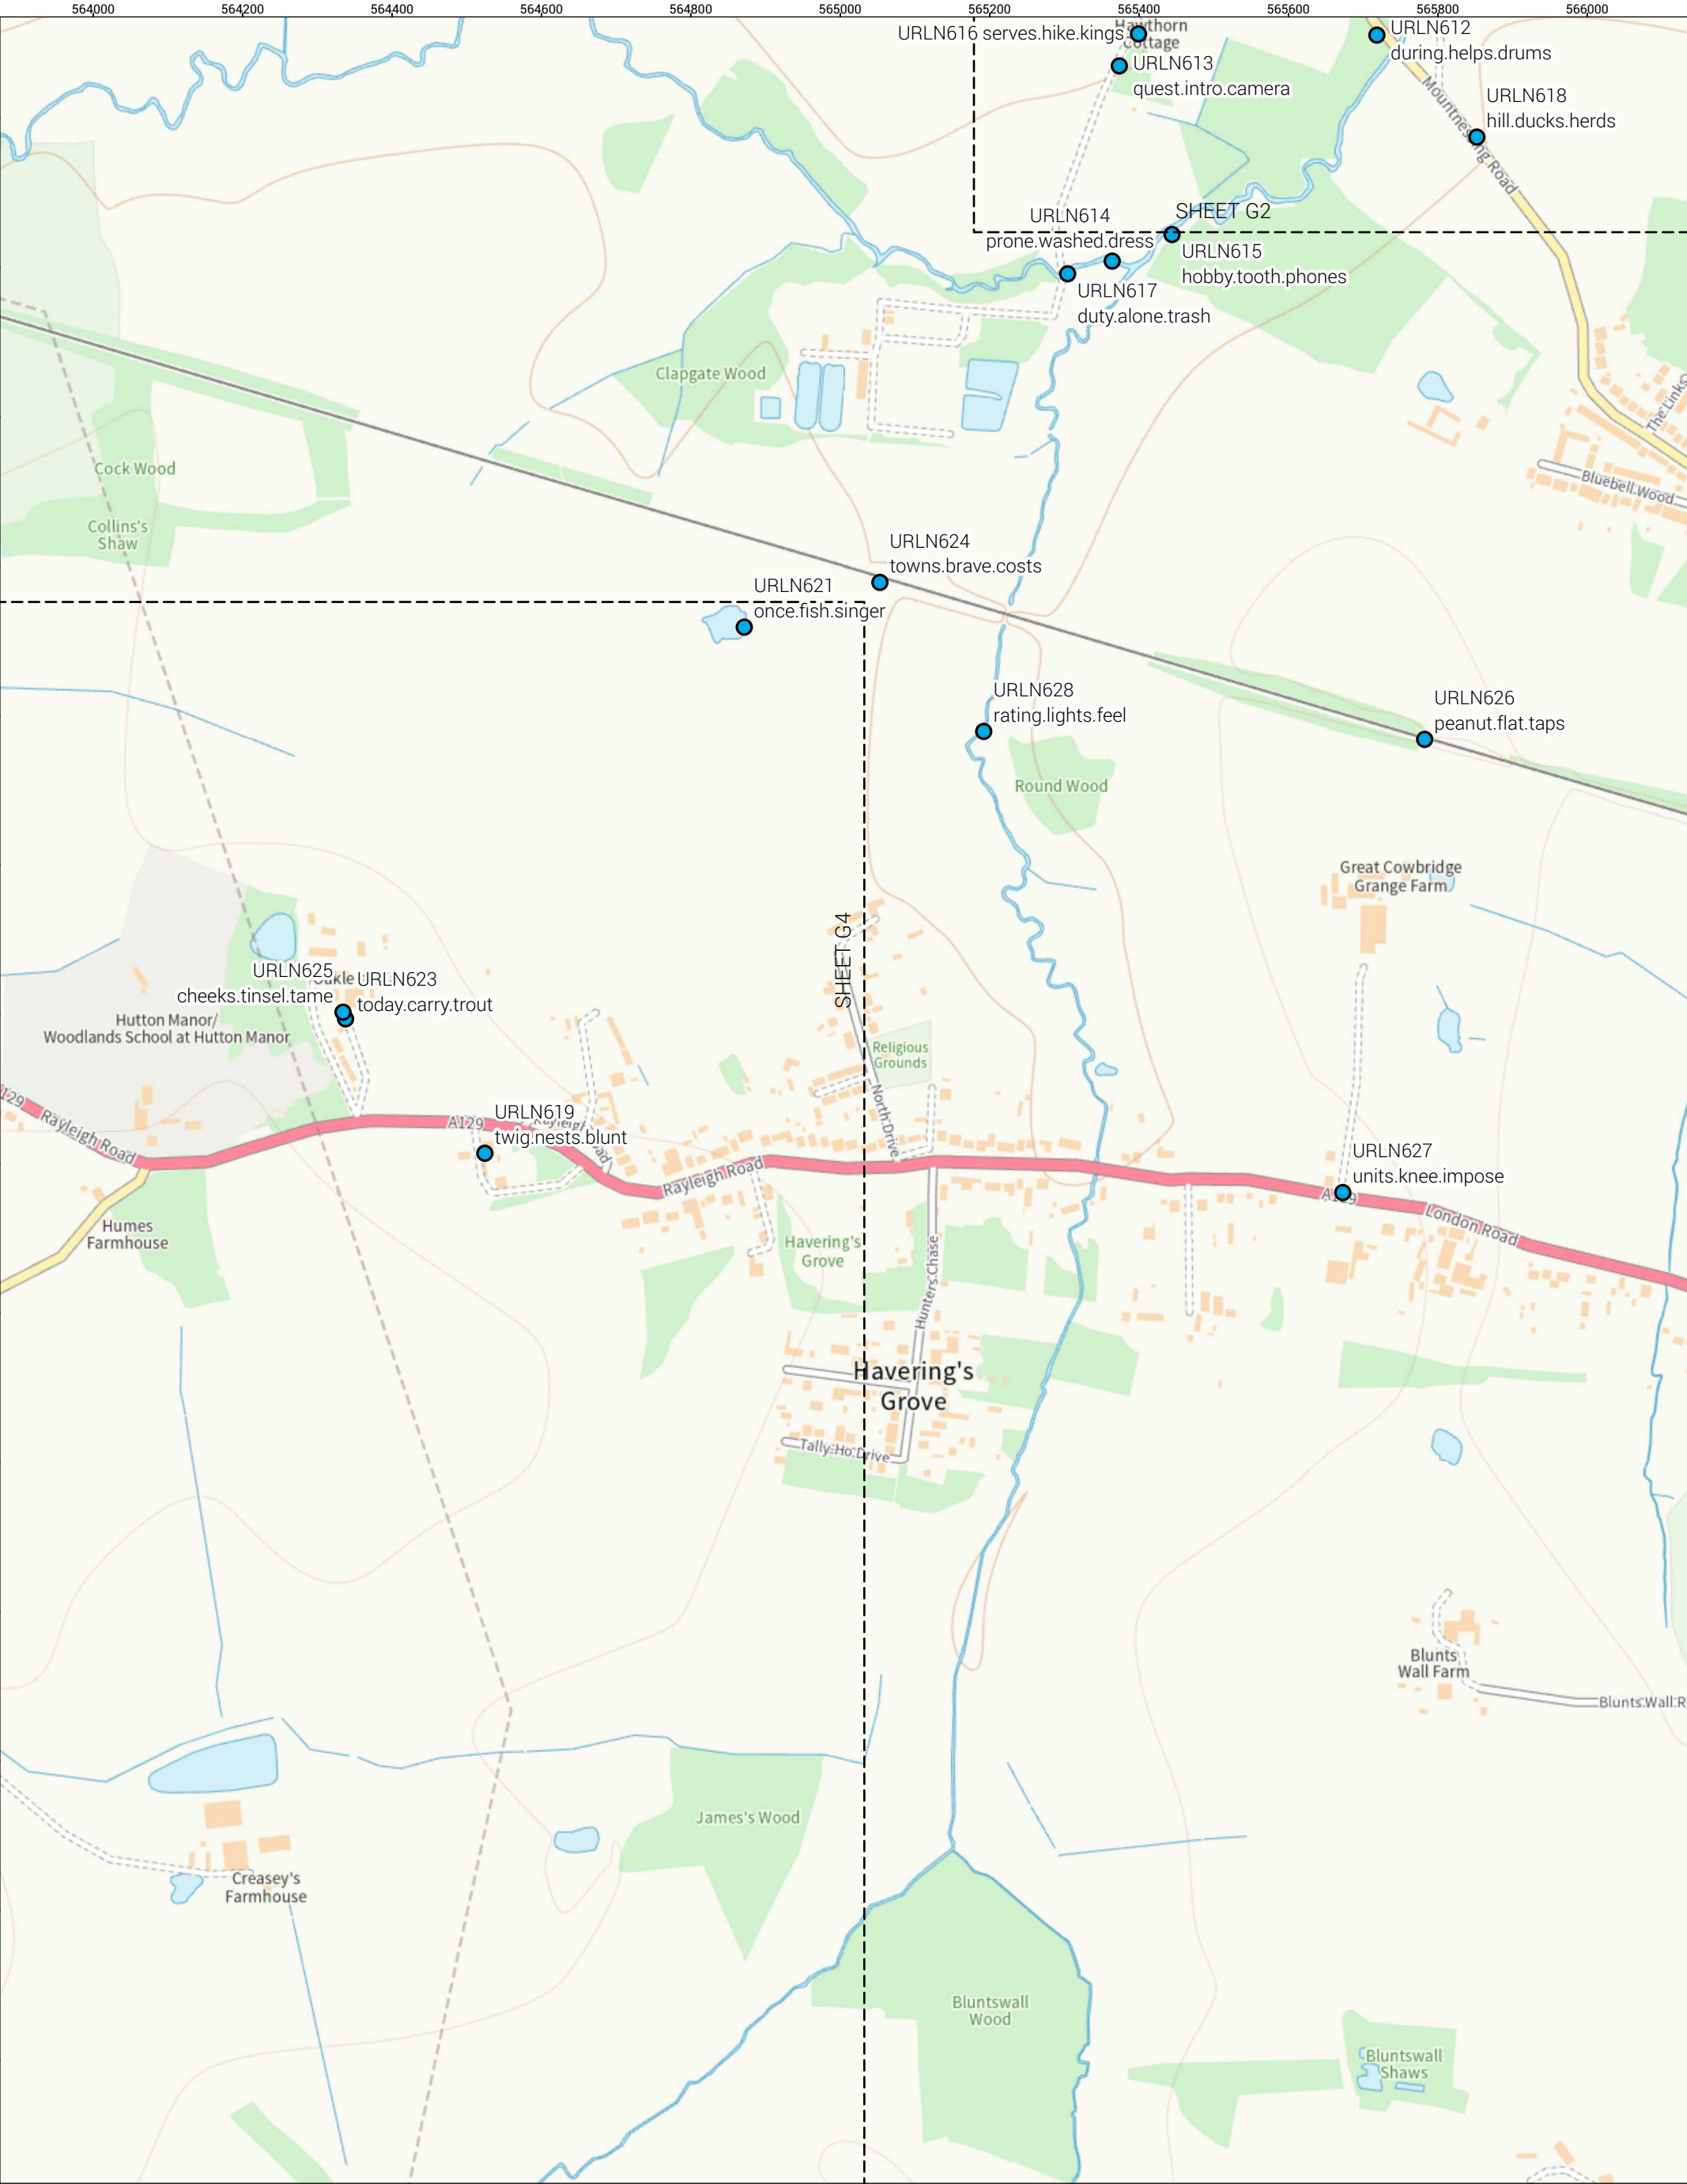 564000 564200 564400 564600 564800 565000 565200 565400 565600 565800 566000
Hawthorn
Cottage
URLN616 serves.hike.kings
URLN612
during.helps.drums
URLN613
quest.intro.camera
URLN618
hill.ducks.herds
Mountnessing Road
SHEET G2
URLN614
prone.washed.dress
URLN615
hobby.tooth.phones
URLN617
duty.alone.trash
Clapgate Wood
The Links
Cock Wood
Bluebell Wood
Collins's
Shaw
URLN624
towns.brave.costs
URLN621
once.fish.singer
URLN628
rating.lights.feel
URLN626
peanut.flat.taps
Round Wood
Great Cowbridge
Grange Farm
SHEET G4
URLN625
cheeks.tinsel.tame
URLN623
today.carry.trout
Hutton Manor/
Woodlands School at Hutton Manor
Religious
Grounds
North Drive
129 Rayleigh Road
A129
URLN619
twig.nests.blunt
Rayleigh Road
URLN627
units.knee.impose
London Road
Humes
Farmhouse
Havering's
Grove
Hunters Chase
Havering's
Grove
Tally-Ho Drive
Blunts
Wall Farm
Blunts Wall R
James's Wood
Creasey's
Farmhouse
Bluntswall
Wood
Bluntswall
Shaws